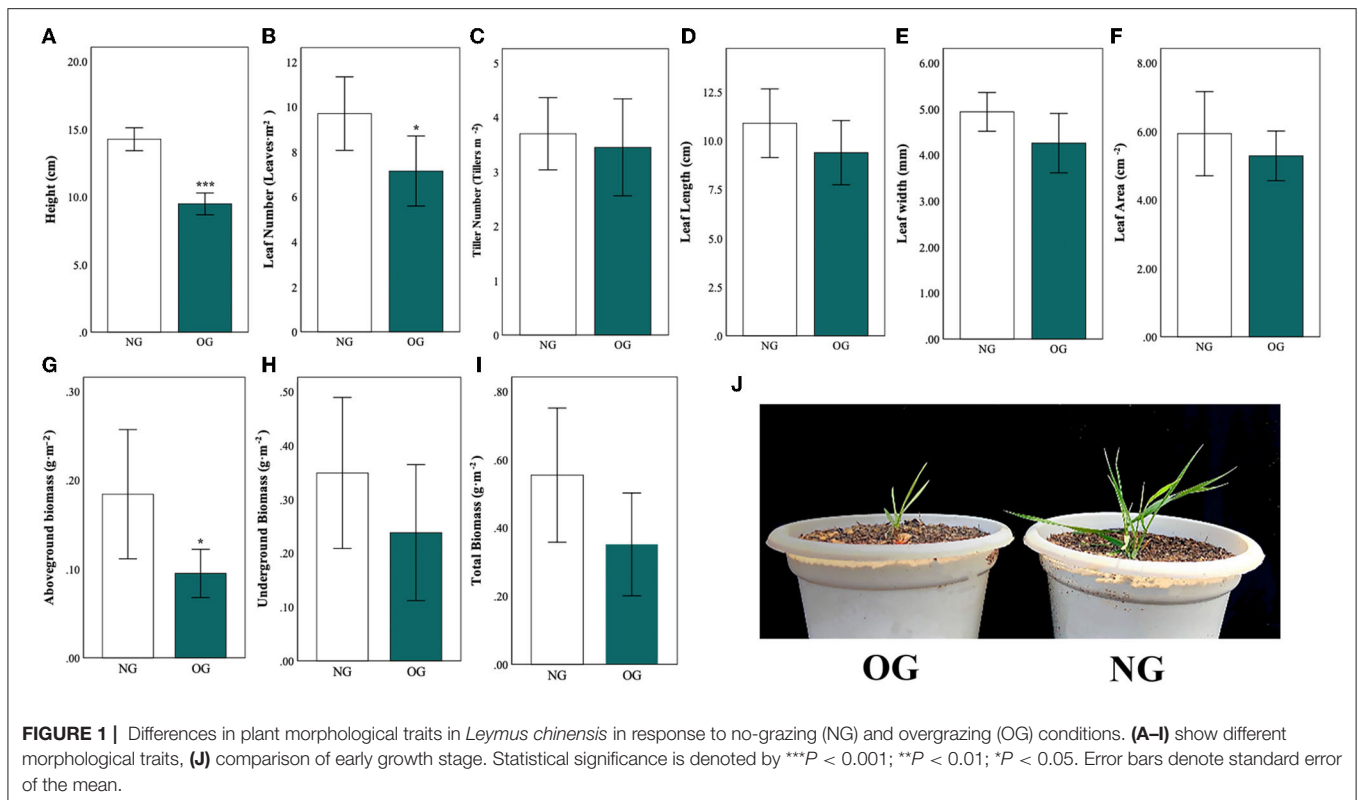 A
Height (cm)
20.0
15.0
10.0
5.0
.0
***
NG OG
B
Leaf Number (Leaves·m²)
12
10
8
6
4
2
0
*
NG OG
C
Tiller Number (Tillers m⁻²)
5
4
3
2
1
0
NG OG
D
Leaf Length (cm)
12.5
10.0
7.5
5.0
2.5
.0
NG OG
E
Leaf width (mm)
6.00
5.00
4.00
3.00
2.00
1.00
.00
NG OG
F
Leaf Area (cm⁻²)
8.00
6.00
4.00
2.00
.00
NG OG
G
Aboveground biomass (g·m⁻²)
.30
.20
.10
.00
*
NG OG
H
Underground Biomass (g·m⁻²)
.50
.40
.30
.20
.10
.00
NG OG
I
Total Biomass (g·m⁻²)
.80
.60
.40
.20
.00
NG OG
J
OG NG
FIGURE 1 | Differences in plant morphological traits in Leymus chinensis in response to no-grazing (NG) and overgrazing (OG) conditions. (A–I) show different
morphological traits, (J) comparison of early growth stage. Statistical significance is denoted by ***P < 0.001; **P < 0.01; *P < 0.05. Error bars denote standard error
of the mean.